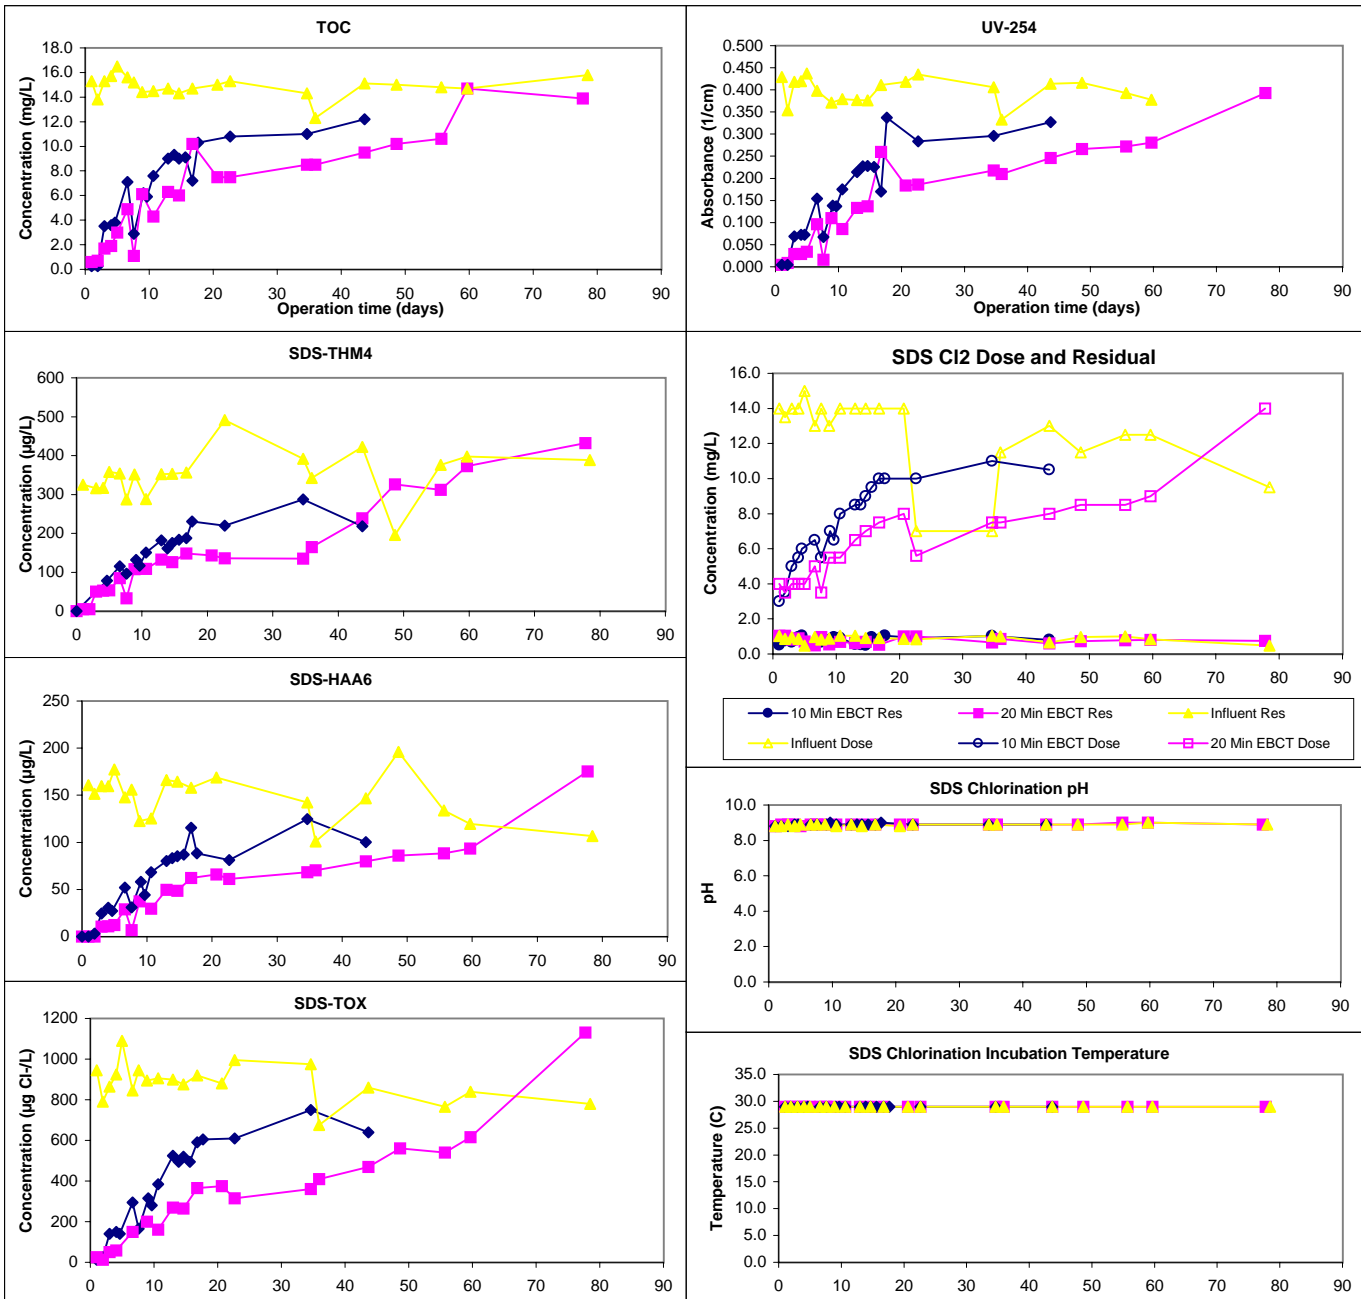 TOC
Concentration (mg/L)
18.0
16.0
14.0
12.0
10.0
8.0
6.0
4.0
2.0
0.0
0 10 20 30 40 50 60 70 80 90
Operation time (days)
UV-254
Absorbance (1/cm)
0.500
0.450
0.400
0.350
0.300
0.250
0.200
0.150
0.100
0.050
0.000
0 10 20 30 40 50 60 70 80 90
Operation time (days)
SDS-THM4
Concentration (µg/L)
600
500
400
300
200
100
0
0 10 20 30 40 50 60 70 80 90
SDS Cl2 Dose and Residual
Concentration (mg/L)
16.0
14.0
12.0
10.0
8.0
6.0
4.0
2.0
0.0
0 10 20 30 40 50 60 70 80 90
10 Min EBCT Res 20 Min EBCT Res Influent Res
Influent Dose 10 Min EBCT Dose 20 Min EBCT Dose
SDS-HAA6
Concentration (µg/L)
250
200
150
100
50
0
0 10 20 30 40 50 60 70 80 90
SDS Chlorination pH
pH
10.0
8.0
6.0
4.0
2.0
0.0
0 10 20 30 40 50 60 70 80 90
SDS-TOX
Concentration (µg Cl-/L)
1200
1000
800
600
400
200
0
0 10 20 30 40 50 60 70 80 90
SDS Chlorination Incubation Temperature
Temperature (C)
35.0
30.0
25.0
20.0
15.0
10.0
5.0
0.0
0 10 20 30 40 50 60 70 80 90